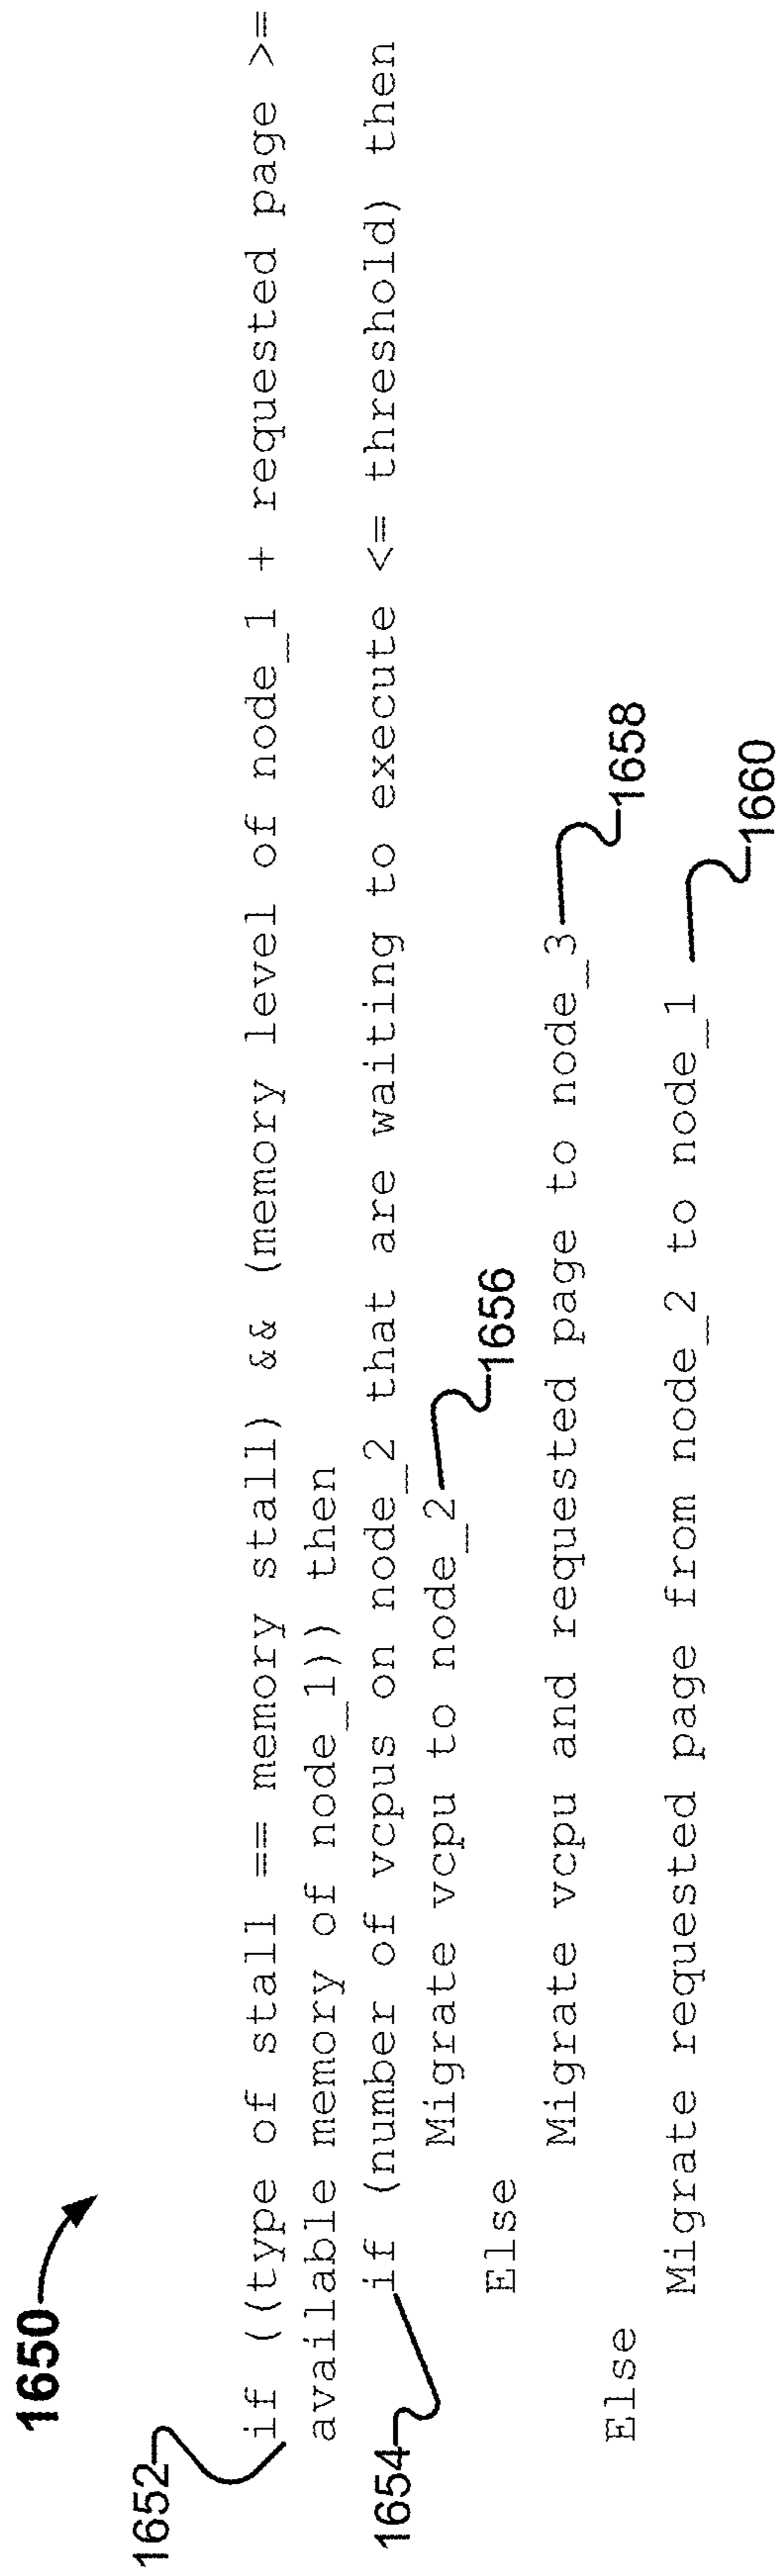 1650
1652
if ((type of stall == memory stall) && (memory level of node_1 + requested page >=
available memory of node_1)) then
1654
if (number of vcpus on node_2 that are waiting to execute <= threshold) then
Migrate vcpu to node_2
1656
Else
Migrate vcpu and requested page to node_3
1658
Else
Migrate requested page from node_2 to node_1
1660